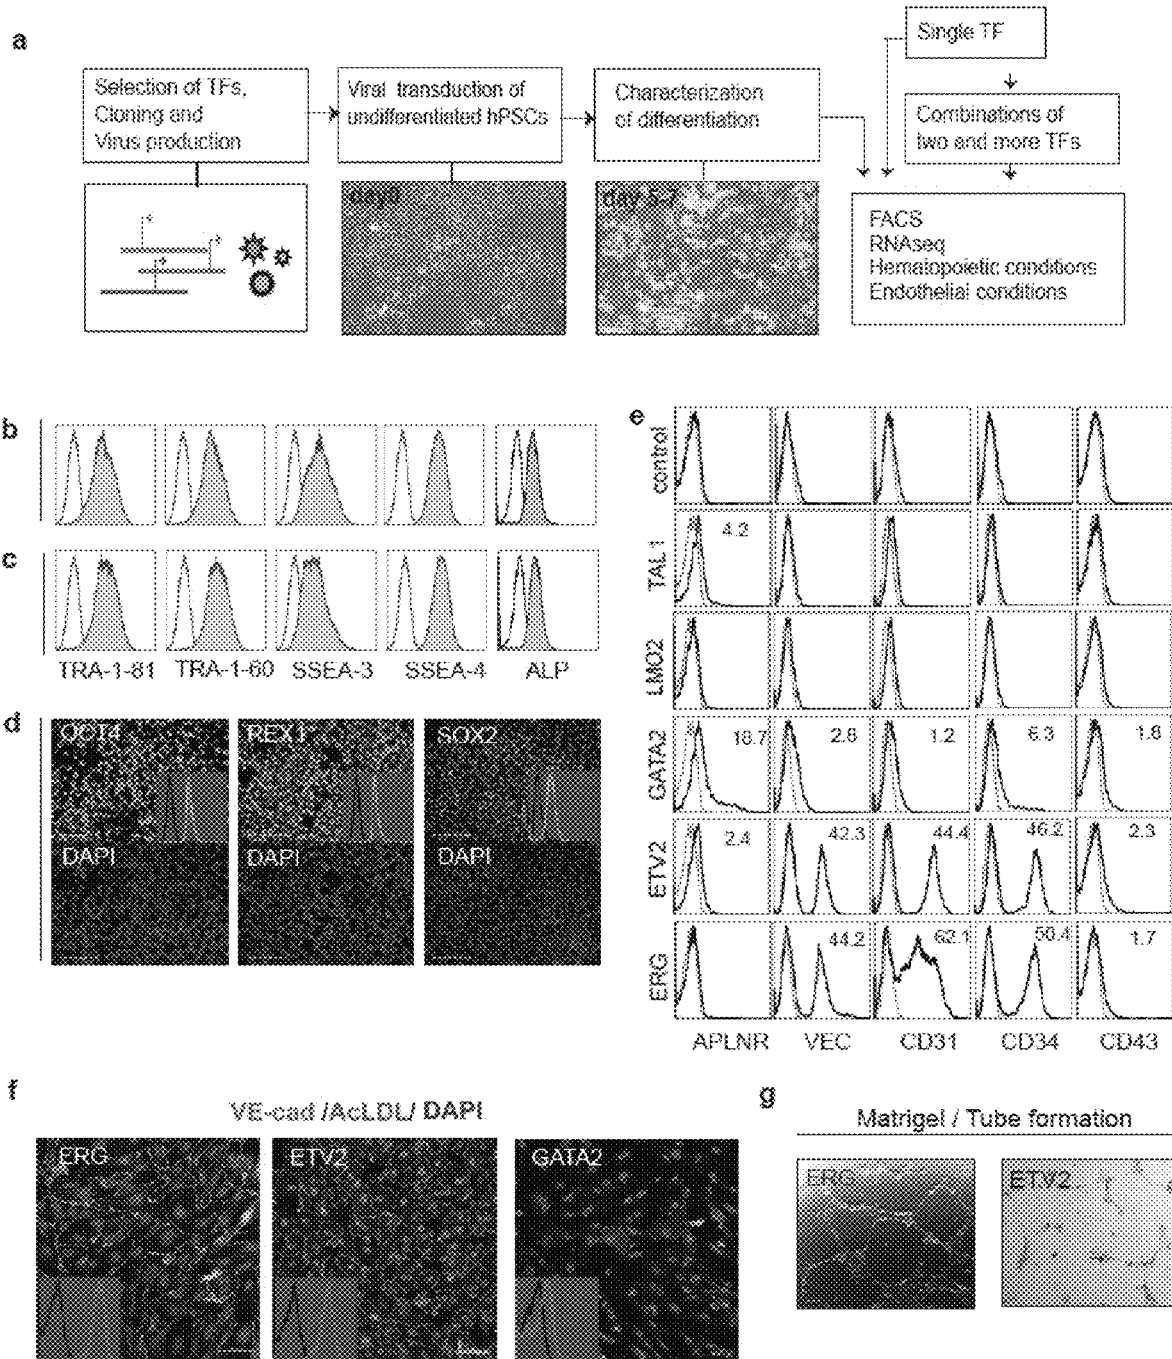 a
Selection of TFs,
Cloning and
Virus production
Viral transduction of
undifferentiated hPSCs
Characterization
of differentiation
Single TF
Combinations of
two and more TFs
day0
day 5-7
FACS
RNAseq
Hematopoietic conditions
Endothelial conditions
b
c
TRA-1-81 TRA-1-60 SSEA-3 SSEA-4 ALP
d
OCT4 REX1 SOX2
DAPI DAPI DAPI
e
control
TAL1 4.2
LMO2
GATA2 18.7 2.8 1.2 6.3 1.6
ETV2 2.4 42.3 44.4 46.2 2.3
ERG 44.2 62.1 50.4 1.7
APLNR VEC CD31 CD34 CD43
f
VE-cad /AcLDL/ DAPI
ERG ETV2 GATA2
g
Matrigel / Tube formation
ERG ETV2